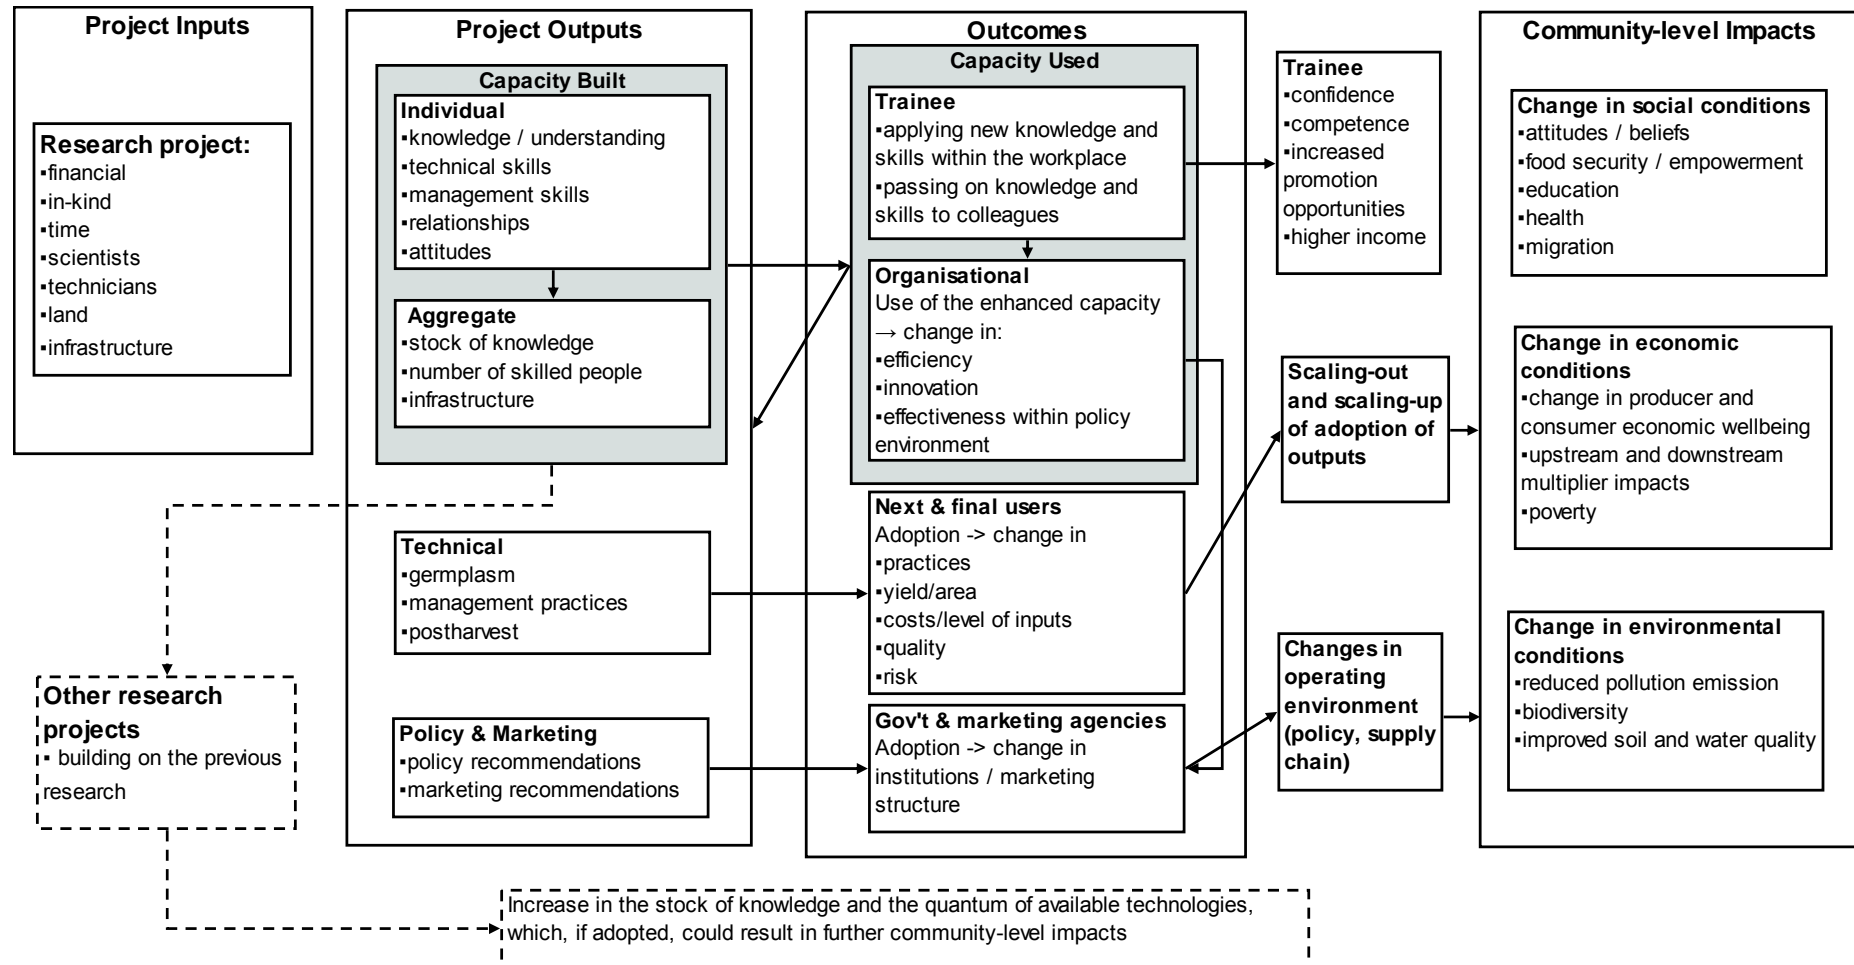 Project Inputs
Research project:
▪financial
▪in-kind
▪time
▪scientists
▪technicians
▪land
▪infrastructure
Other research
projects
▪ building on the previous
research
Project Outputs
Capacity Built
Individual
▪knowledge / understanding
▪technical skills
▪management skills
▪relationships
▪attitudes
Aggregate
▪stock of knowledge
▪number of skilled people
▪infrastructure
Technical
▪germplasm
▪management practices
▪postharvest
Policy & Marketing
▪policy recommendations
▪marketing recommendations
Outcomes
Capacity Used
Trainee
▪applying new knowledge and
skills within the workplace
▪passing on knowledge and
skills to colleagues
Organisational
Use of the enhanced capacity
→ change in:
▪efficiency
▪innovation
▪effectiveness within policy
environment
Next & final users
Adoption -> change in
▪practices
▪yield/area
▪costs/level of inputs
▪quality
▪risk
Gov't & marketing agencies
Adoption -> change in
institutions / marketing
structure
Trainee
▪confidence
▪competence
▪increased
promotion
opportunities
▪higher income
Scaling-out
and scaling-up
of adoption of
outputs
Changes in
operating
environment
(policy, supply
chain)
Community-level Impacts
Change in social conditions
▪attitudes / beliefs
▪food security / empowerment
▪education
▪health
▪migration
Change in economic
conditions
▪change in producer and
consumer economic wellbeing
▪upstream and downstream
multiplier impacts
▪poverty
Change in environmental
conditions
▪reduced pollution emission
▪biodiversity
▪improved soil and water quality
Increase in the stock of knowledge and the quantum of available technologies,
which, if adopted, could result in further community-level impacts